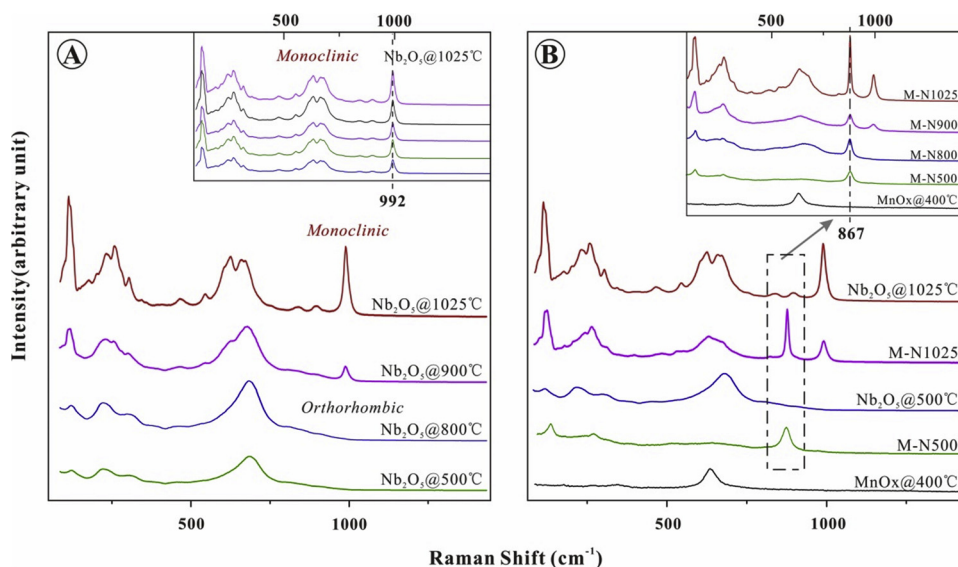 500
1000
500
1000
A
Monoclinic
Nb₂O₅@1025℃
992
Monoclinic
Nb₂O₅@1025℃
Nb₂O₅@900℃
Orthorhombic
Nb₂O₅@800℃
Nb₂O₅@500℃
500
1000
B
M-N1025
M-N900
M-N800
M-N500
MnOx@400℃
867
Nb₂O₅@1025℃
M-N1025
Nb₂O₅@500℃
M-N500
MnOx@400℃
500
1000
Intensity(arbitrary unit)
Raman Shift (cm⁻¹)